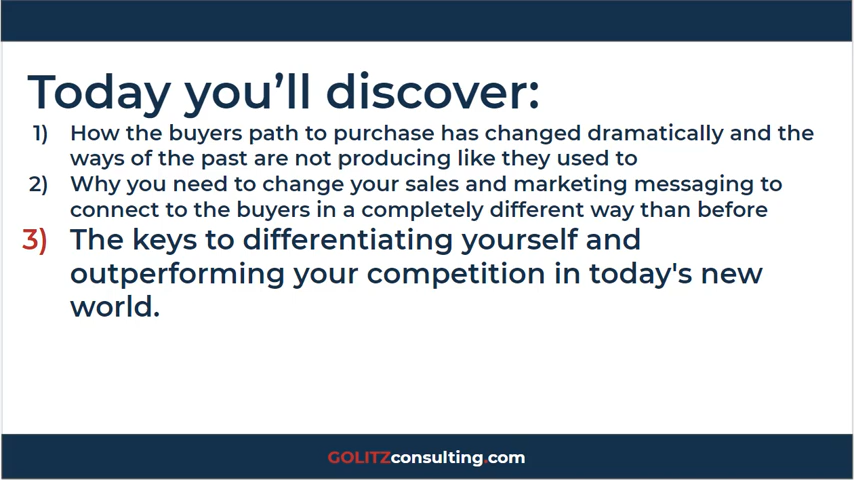 Today you’ll discover:
1) How the buyers path to purchase has changed dramatically and the
ways of the past are not producing like they used to
2) Why you need to change your sales and marketing messaging to
connect to the buyers in a completely different way than before
3) The keys to differentiating yourself and
outperforming your competition in today's new
world.
GOLITZconsulting.com